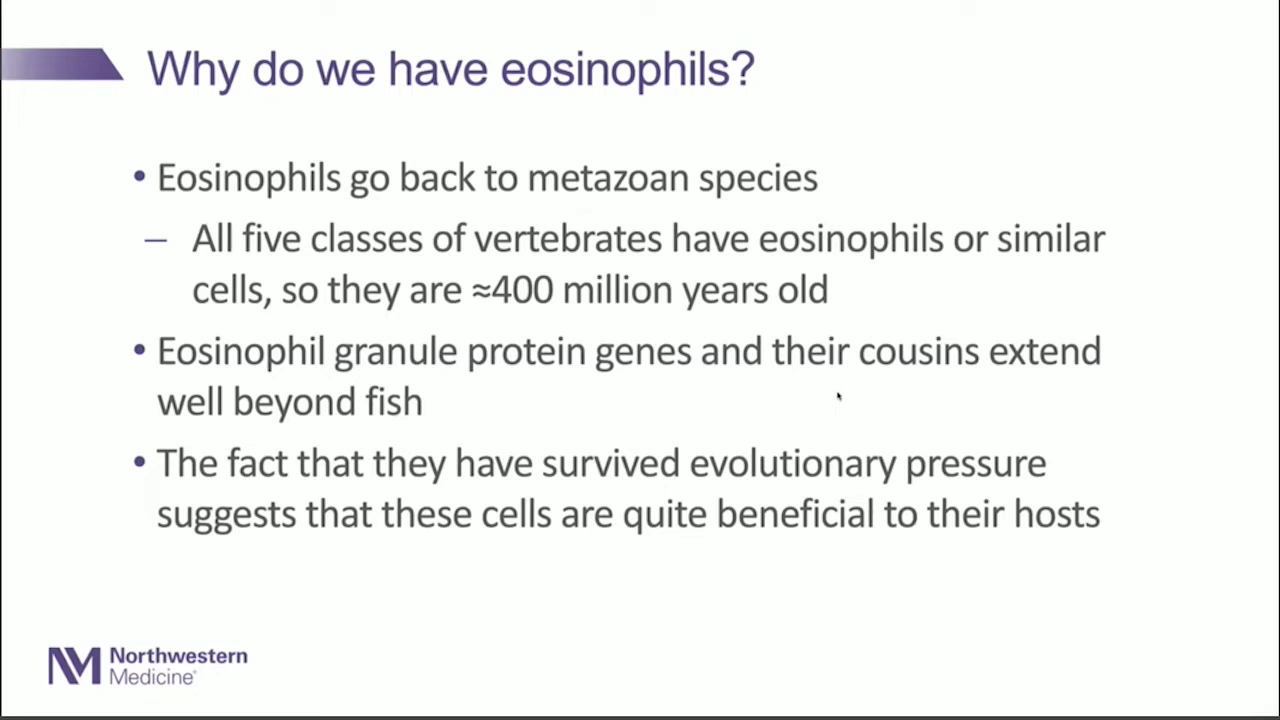 Why do we have eosinophils?
• Eosinophils go back to metazoan species
– All five classes of vertebrates have eosinophils or similar
cells, so they are ≈400 million years old
• Eosinophil granule protein genes and their cousins extend
well beyond fish
• The fact that they have survived evolutionary pressure
suggests that these cells are quite beneficial to their hosts
NM Northwestern
Medicine®